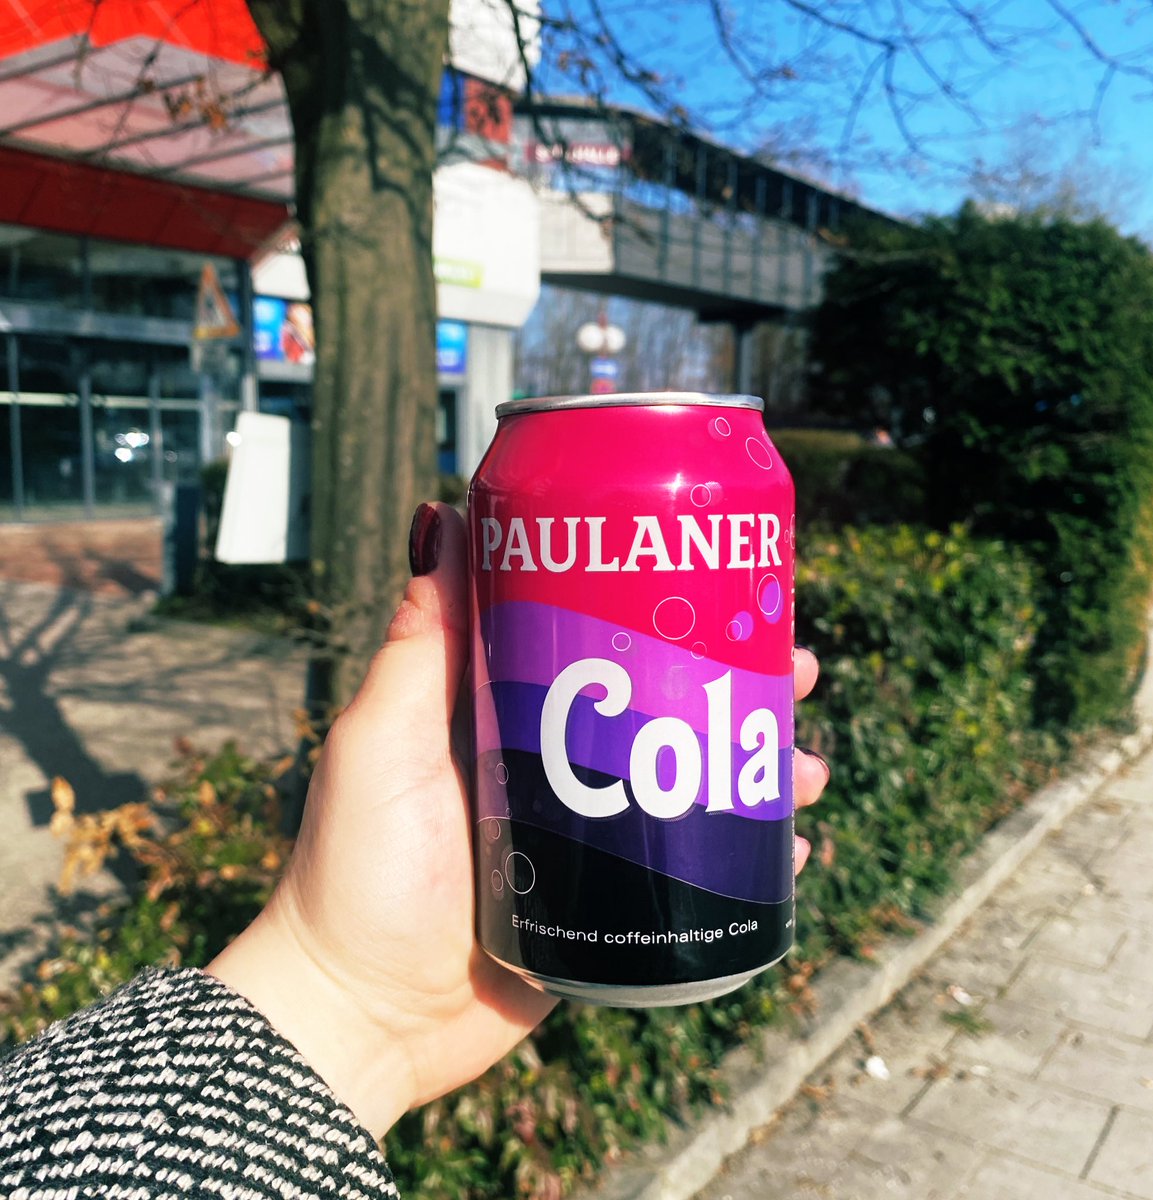 PAULANER
Cola
Erfrischend coffeinhaltige Cola